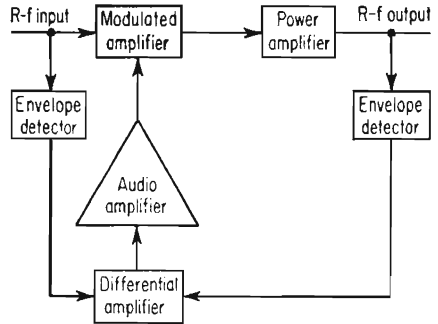 R-f input
Modulated
amplifier
Power
amplifier
R-f output
Envelope
detector
Envelope
detector
Audio
amplifier
Differential
amplifier